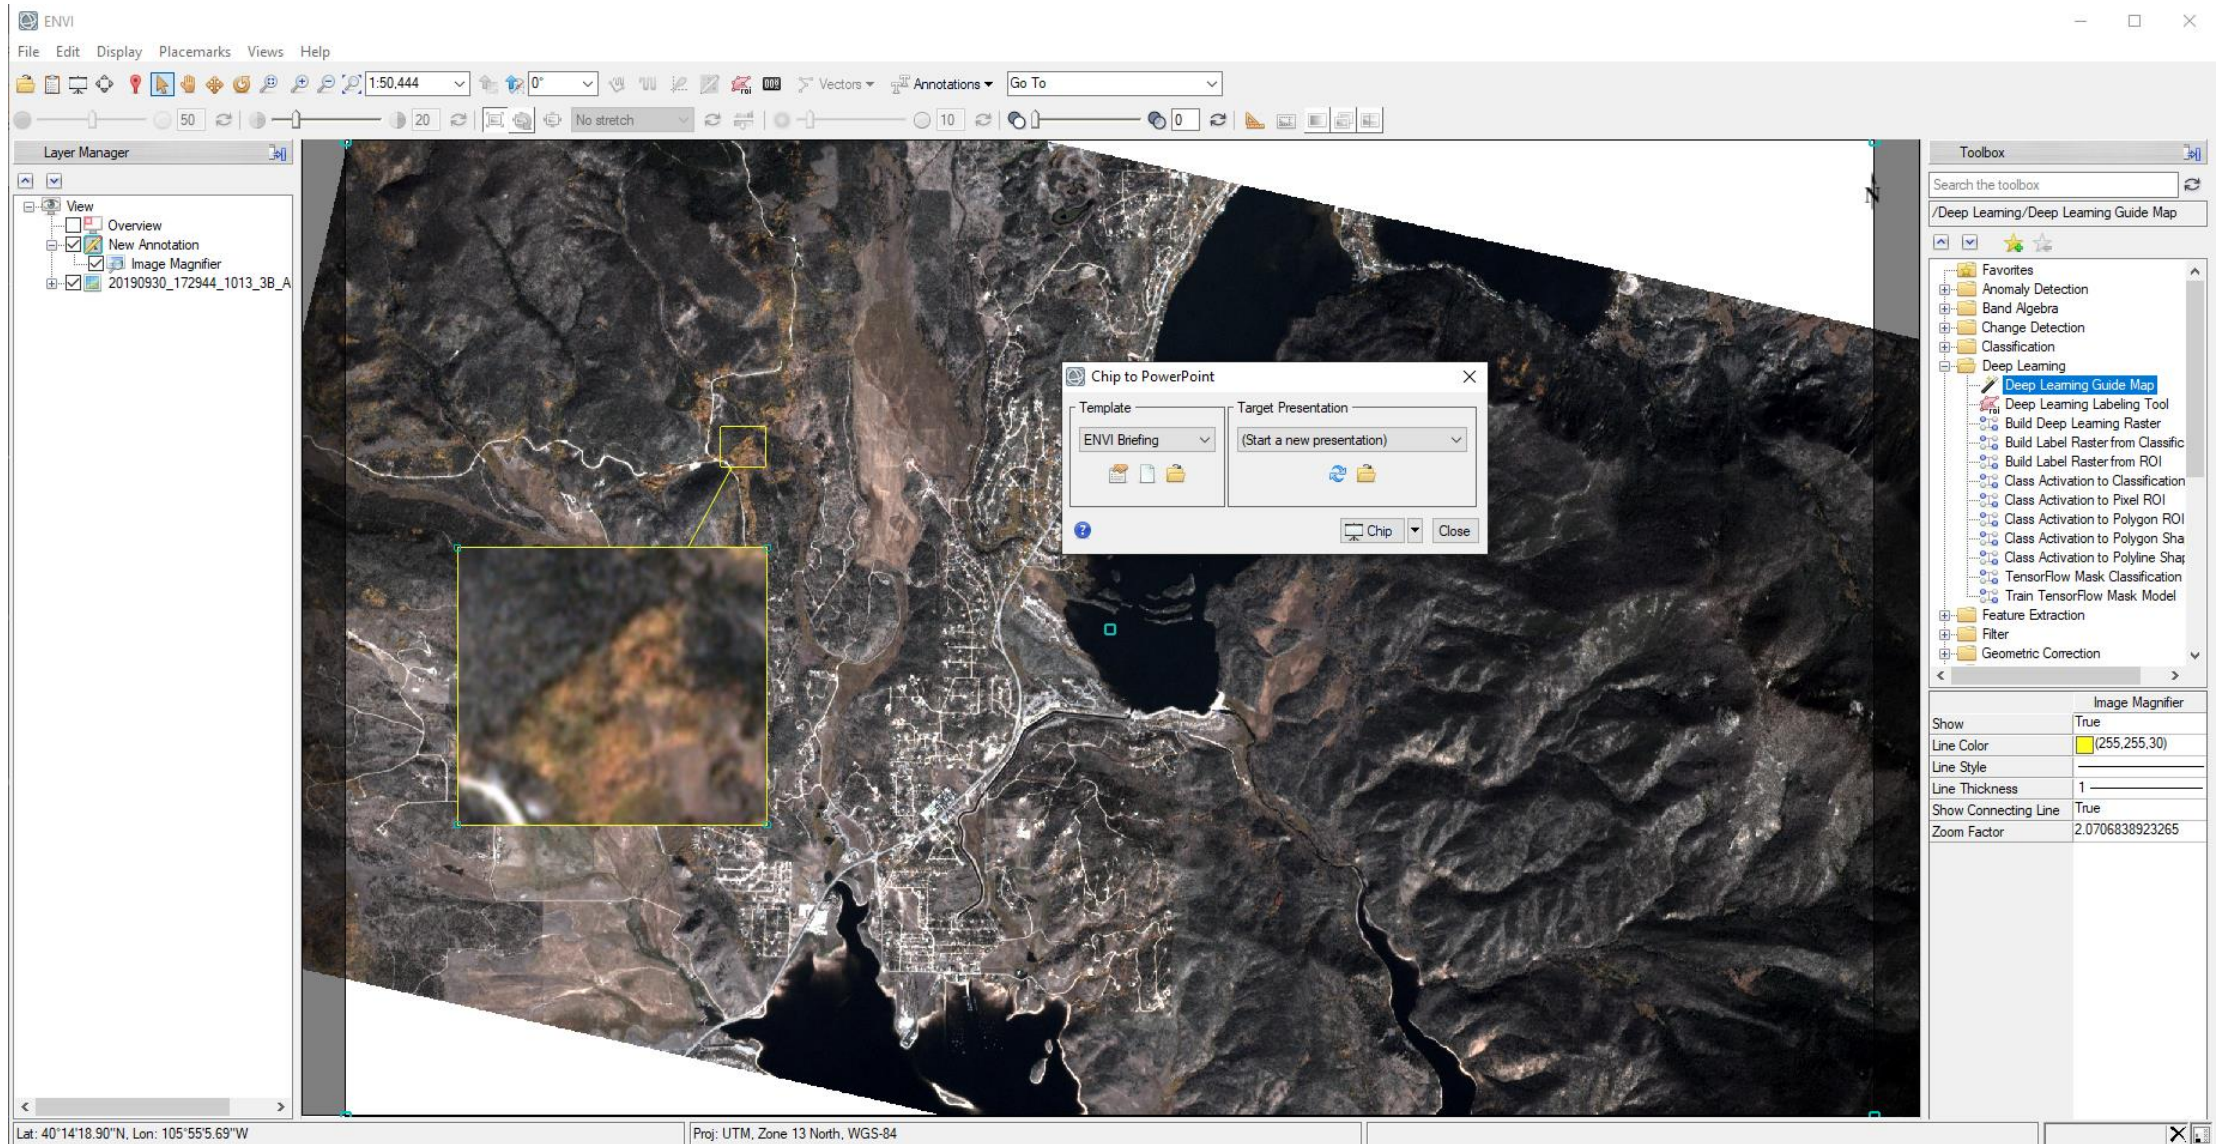 ENVI
File Edit Display Placemarks Views Help
1:50,444 0° Vectors Annotations Go To
50 20 No stretch 10 0
Layer Manager
View
Overview
New Annotation
Image Magnifier
20190930_172944_1013_3B_A
N
Chip to PowerPoint
Template
ENVI Briefing
Target Presentation
(Start a new presentation)
Chip Close
Toolbox
Search the toolbox
/Deep Learning/Deep Learning Guide Map
Favorites
Anomaly Detection
Band Algebra
Change Detection
Classification
Deep Learning
Deep Learning Guide Map
Deep Learning Labeling Tool
Build Deep Learning Raster
Build Label Raster from Classific
Build Label Raster from ROI
Class Activation to Classification
Class Activation to Pixel ROI
Class Activation to Polygon ROI
Class Activation to Polygon Sha
Class Activation to Polyline Shap
TensorFlow Mask Classification
Train TensorFlow Mask Model
Feature Extraction
Filter
Geometric Correction
Image Magnifier
Show True
Line Color (255,255,30)
Line Style
Line Thickness 1
Show Connecting Line True
Zoom Factor 2.0706838923265
Lat: 40°14'18.90"N, Lon: 105°55'5.69"W
Proj: UTM, Zone 13 North, WGS-84